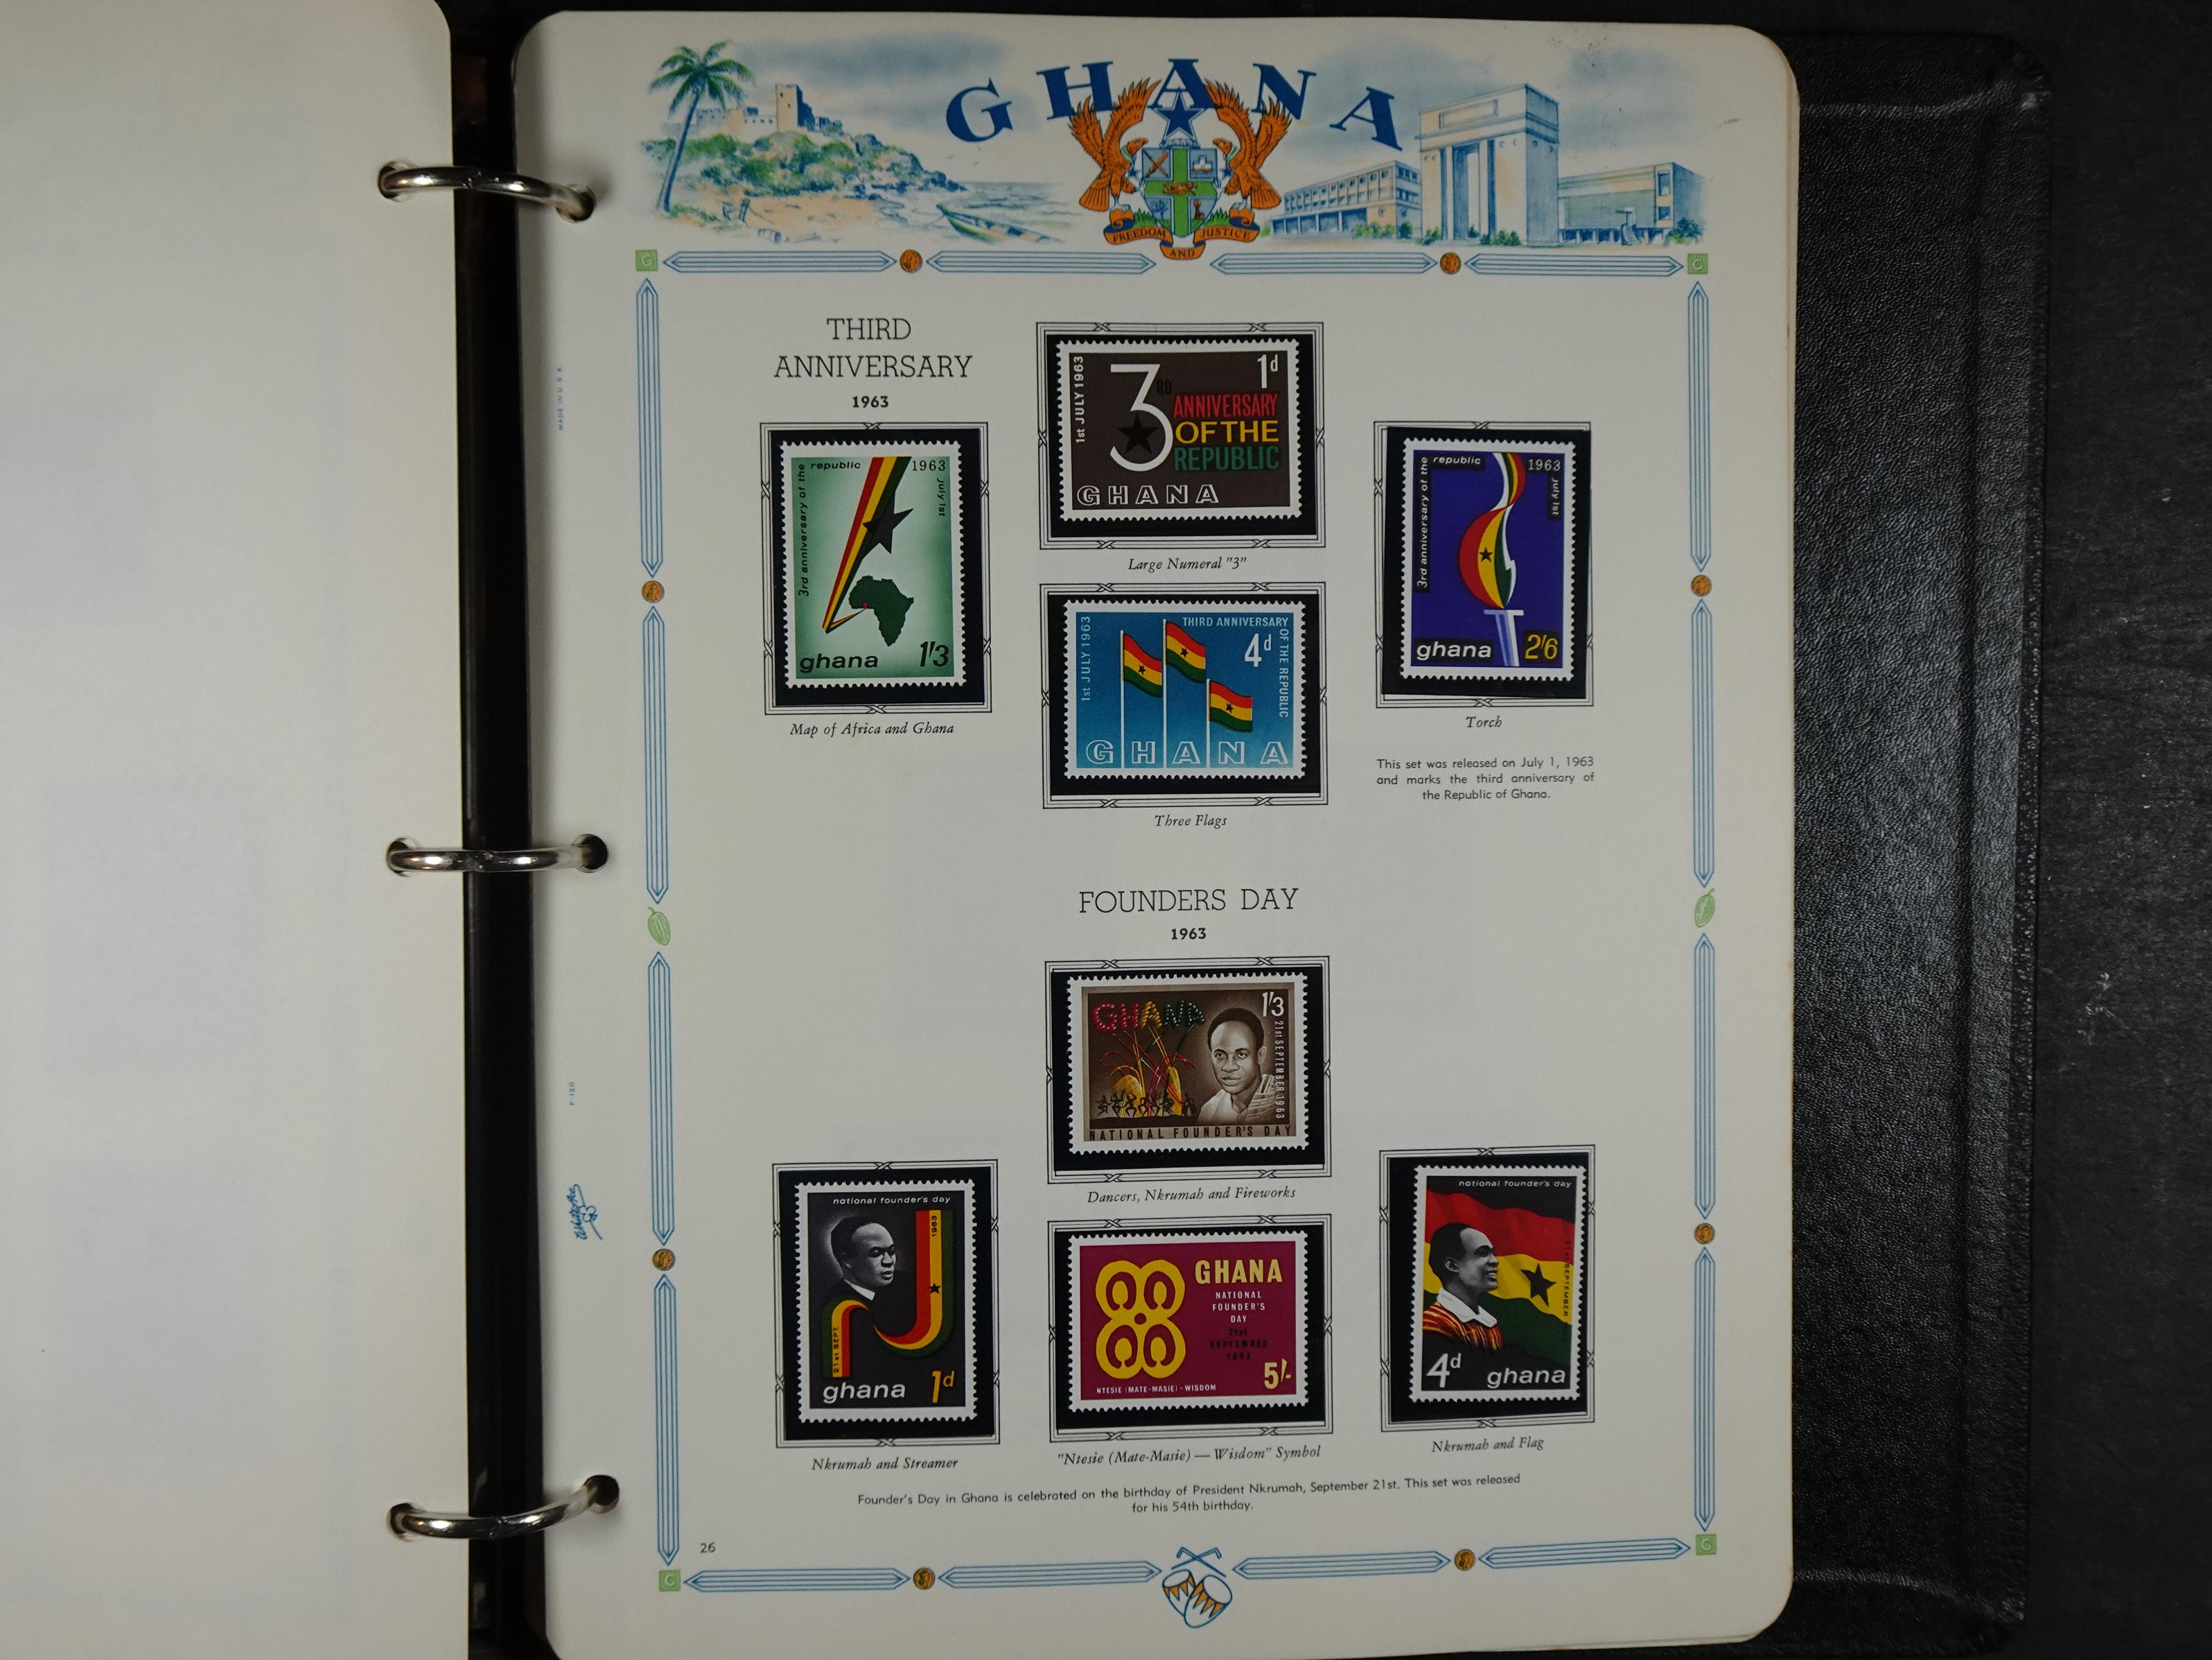 GHANA
FREEDOM AND JUSTICE
G
G
MADE IN U.S.A.
THIRD
ANNIVERSARY
1963
3rd anniversary of the republic
1963
july 1st
ghana
1/3
Map of Africa and Ghana
1st JULY 1963
1d
3RD
ANNIVERSARY
OF THE
REPUBLIC
GHANA
Large Numeral "3"
1st JULY 1963
THIRD ANNIVERSARY
OF THE REPUBLIC
4d
GHANA
Three Flags
3rd anniversary of the republic
1963
july 1st
ghana
2/6
Torch
This set was released on July 1, 1963
and marks the third anniversary of
the Republic of Ghana.
FOUNDERS DAY
1963
GHANA
1/3
21st SEPTEMBER 1963
NATIONAL FOUNDER'S DAY
Dancers, Nkrumah and Fireworks
national founder's day
1963
21st SEPT.
ghana
1d
Nkrumah and Streamer
GHANA
NATIONAL
FOUNDER'S
DAY
21st
SEPTEMBER
1963
5/-
NTESIE (MATE-MASIE) - WISDOM
"Ntesie (Mate-Masie) — Wisdom" Symbol
national founder's day
SEPTEMBER
4d
ghana
Nkrumah and Flag
Founder's Day in Ghana is celebrated on the birthday of President Nkrumah, September 21st. This set was released
for his 54th birthday.
26
G
G